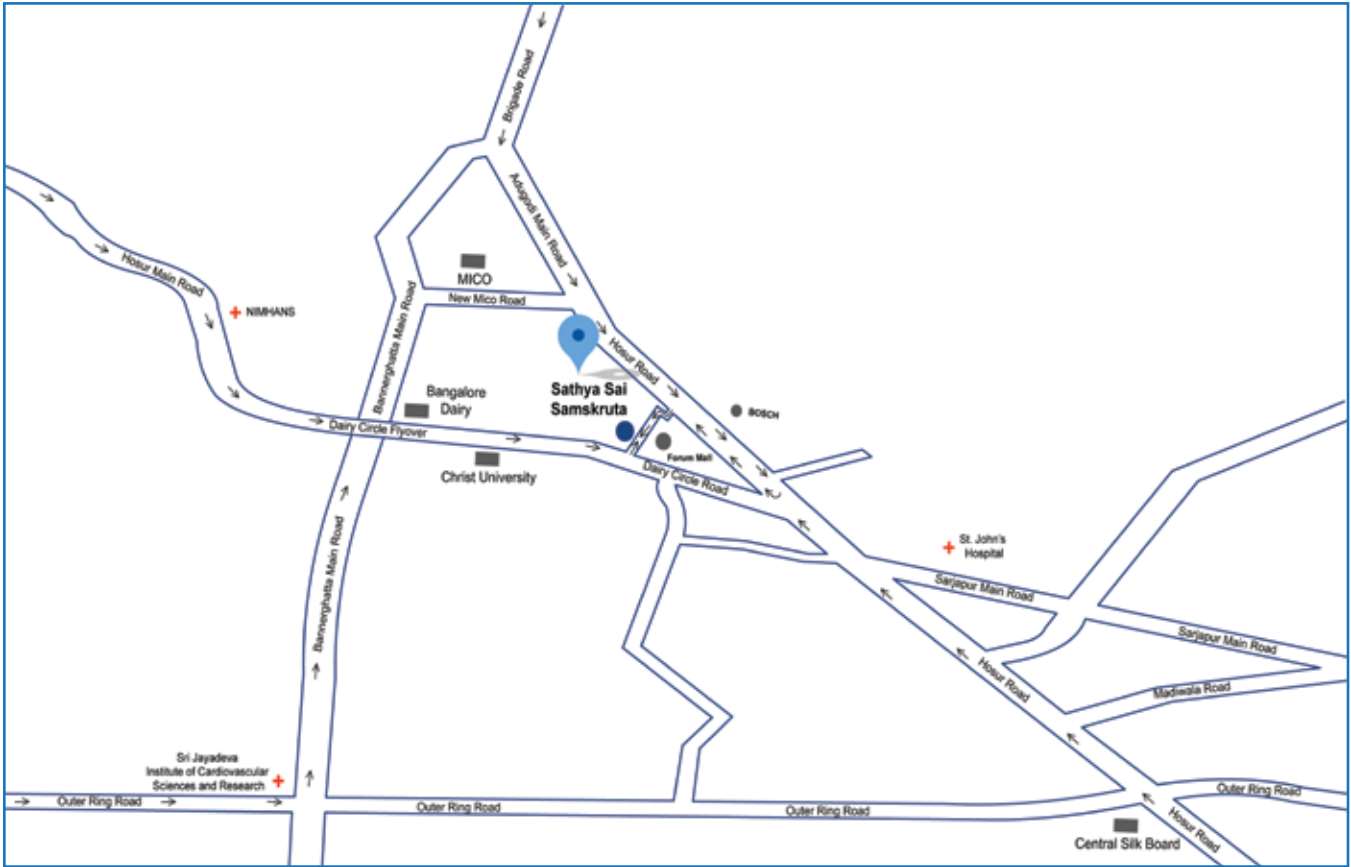 Brigade Road
Adugodi Main Road
MICO
New Mico Road
Hosur Main Road
NIMHANS
Bannerghatta Main Road
Hosur Road
Sathya Sai
Samskruta
Bangalore
Dairy
BOSCH
Dairy Circle Flyover
Forum Mall
Christ University
Dairy Circle Road
St. John's
Hospital
Sarjapur Main Road
Bannerghatta Main Road
Sarjapur Main Road
Hosur Road
Madiwala Road
Sri Jayadeva
Institute of Cardiovascular
Sciences and Research
Outer Ring Road
Outer Ring Road
Outer Ring Road
Outer Ring Road
Hosur Road
Central Silk Board